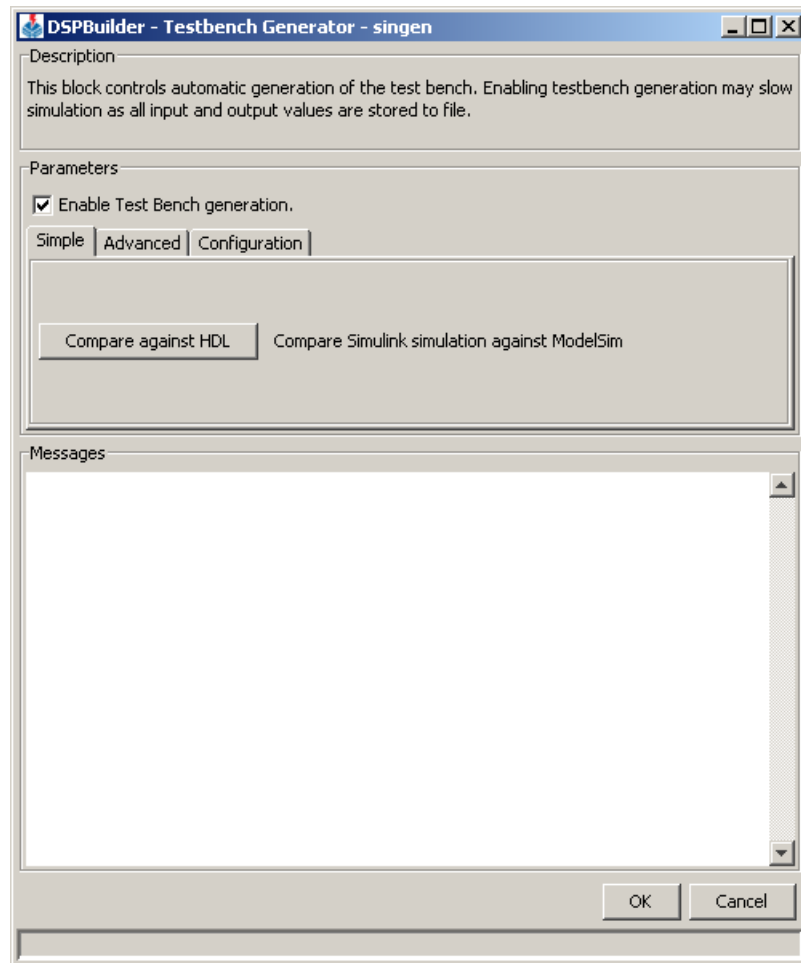 DSPBuilder - Testbench Generator - singen
Description
This block controls automatic generation of the test bench. Enabling testbench generation may slow
simulation as all input and output values are stored to file.
Parameters
Enable Test Bench generation.
Simple Advanced Configuration
Compare against HDL Compare Simulink simulation against ModelSim
Messages
OK Cancel